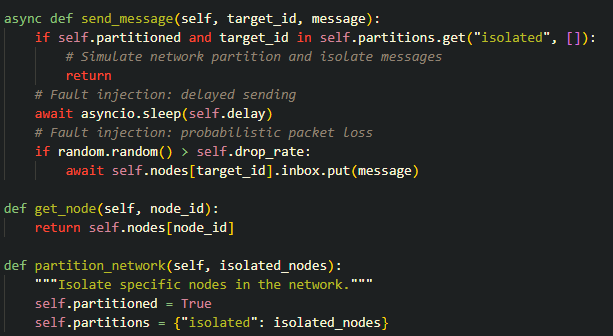 async def send_message(self, target_id, message):
    if self.partitioned and target_id in self.partitions.get("isolated", []):
        # Simulate network partition and isolate messages
        return
    # Fault injection: delayed sending
    await asyncio.sleep(self.delay)
    # Fault injection: probabilistic packet loss
    if random.random() > self.drop_rate:
        await self.nodes[target_id].inbox.put(message)

def get_node(self, node_id):
    return self.nodes[node_id]

def partition_network(self, isolated_nodes):
    """Isolate specific nodes in the network."""
    self.partitioned = True
    self.partitions = {"isolated": isolated_nodes}